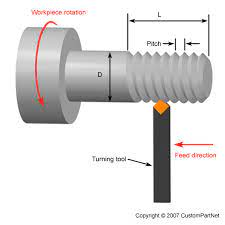 Workpiece rotation
L
Pitch
D
Turning tool
Feed direction
Copyright © 2007 CustomPartNet